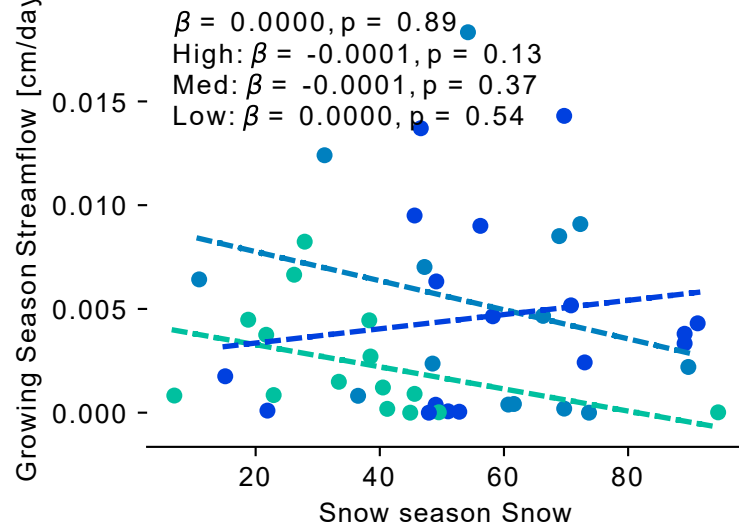 β = 0.0000, p = 0.89
High: β = -0.0001, p = 0.13
Med: β = -0.0001, p = 0.37
Low: β = 0.0000, p = 0.54
Growing Season Streamflow [cm/day
0.015
0.010
0.005
0.000
20 40 60 80
Snow season Snow